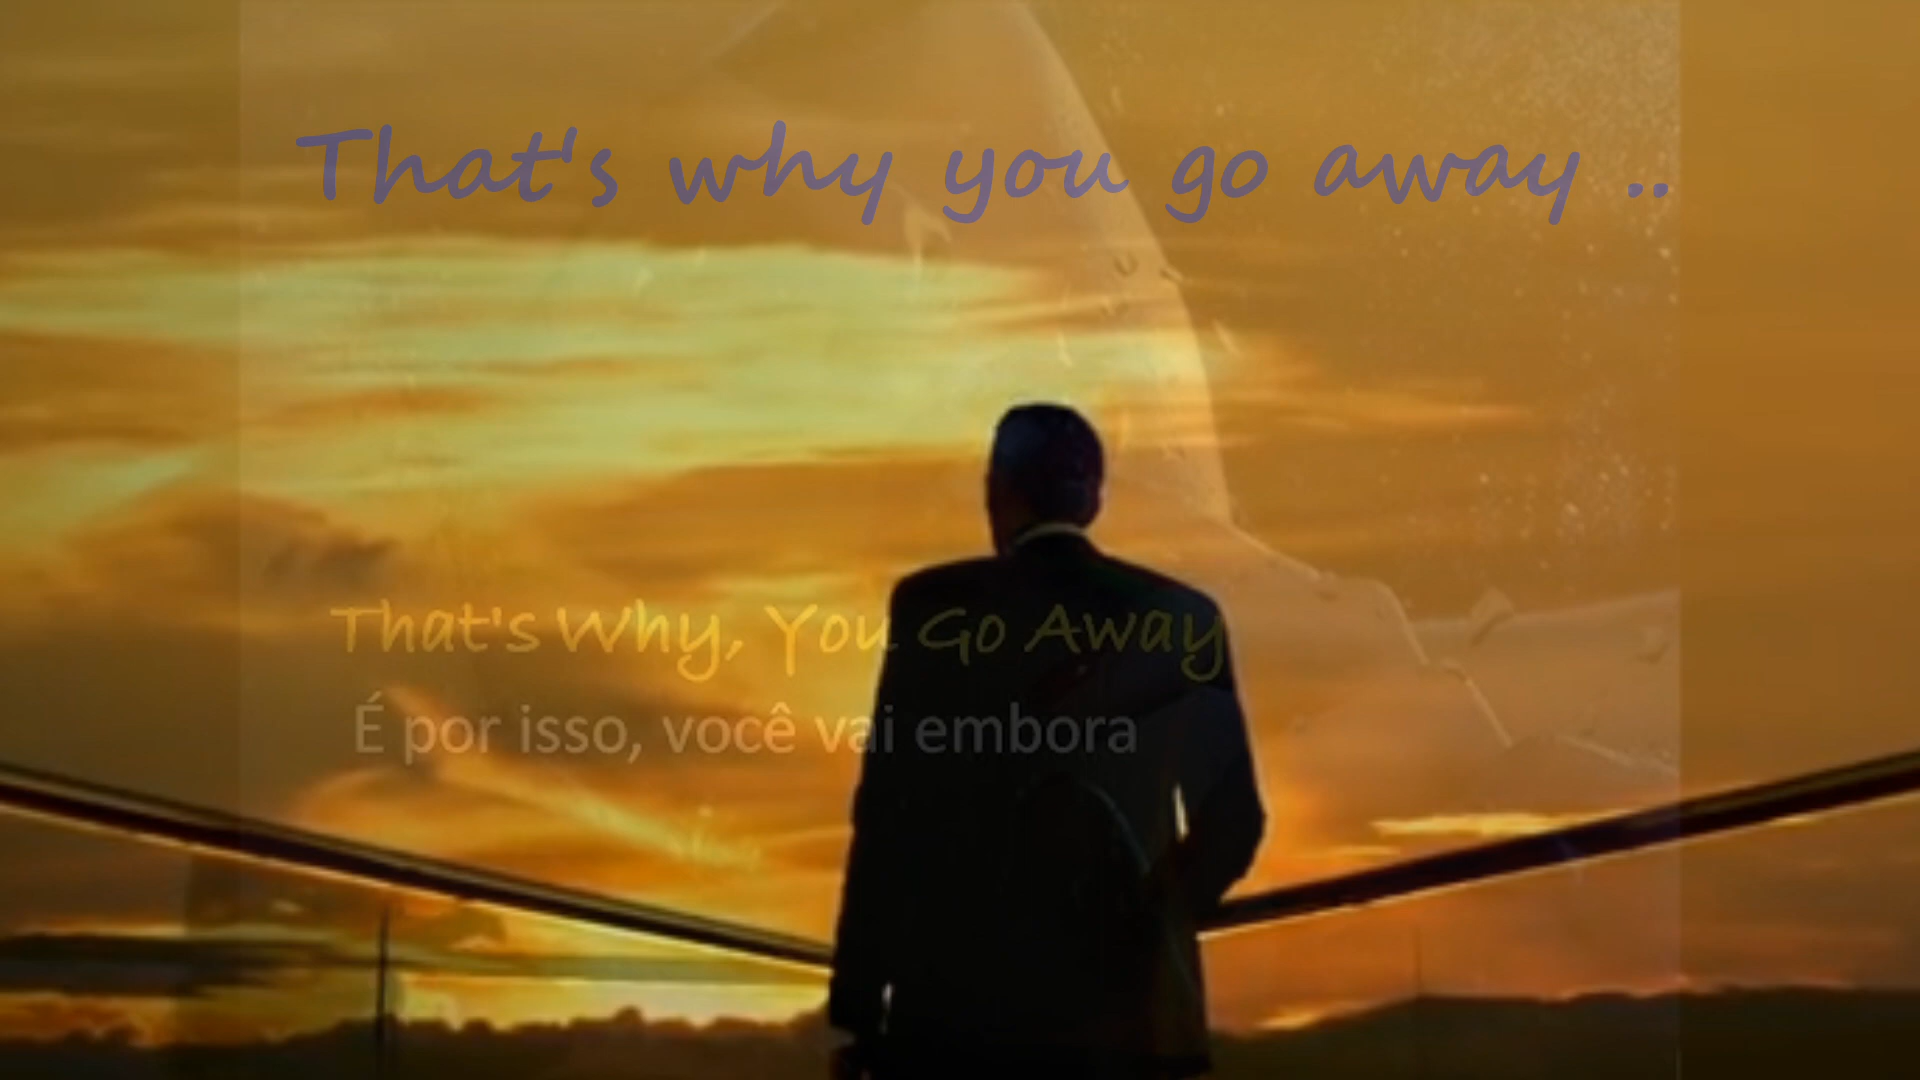 That's why you go away ..
That's Why, You Go Away
É por isso, você vai embora